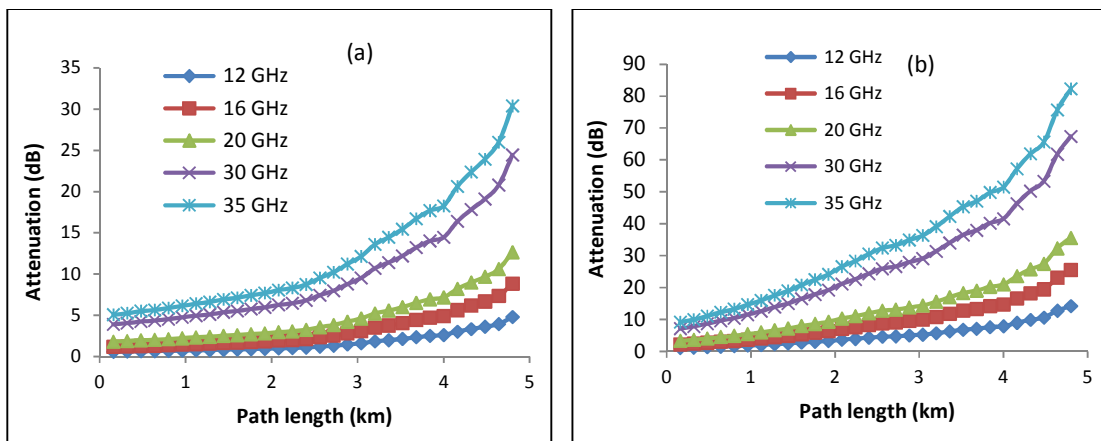 (a)
35
30
25
20
15
10
5
0
12 GHz
16 GHz
20 GHz
30 GHz
35 GHz
0 1 2 3 4 5
Attenuation (dB)
Path length (km)
(b)
90
80
70
60
50
40
30
20
10
0
12 GHz
16 GHz
20 GHz
30 GHz
35 GHz
0 1 2 3 4 5
Attenuation (dB)
Path length (km)